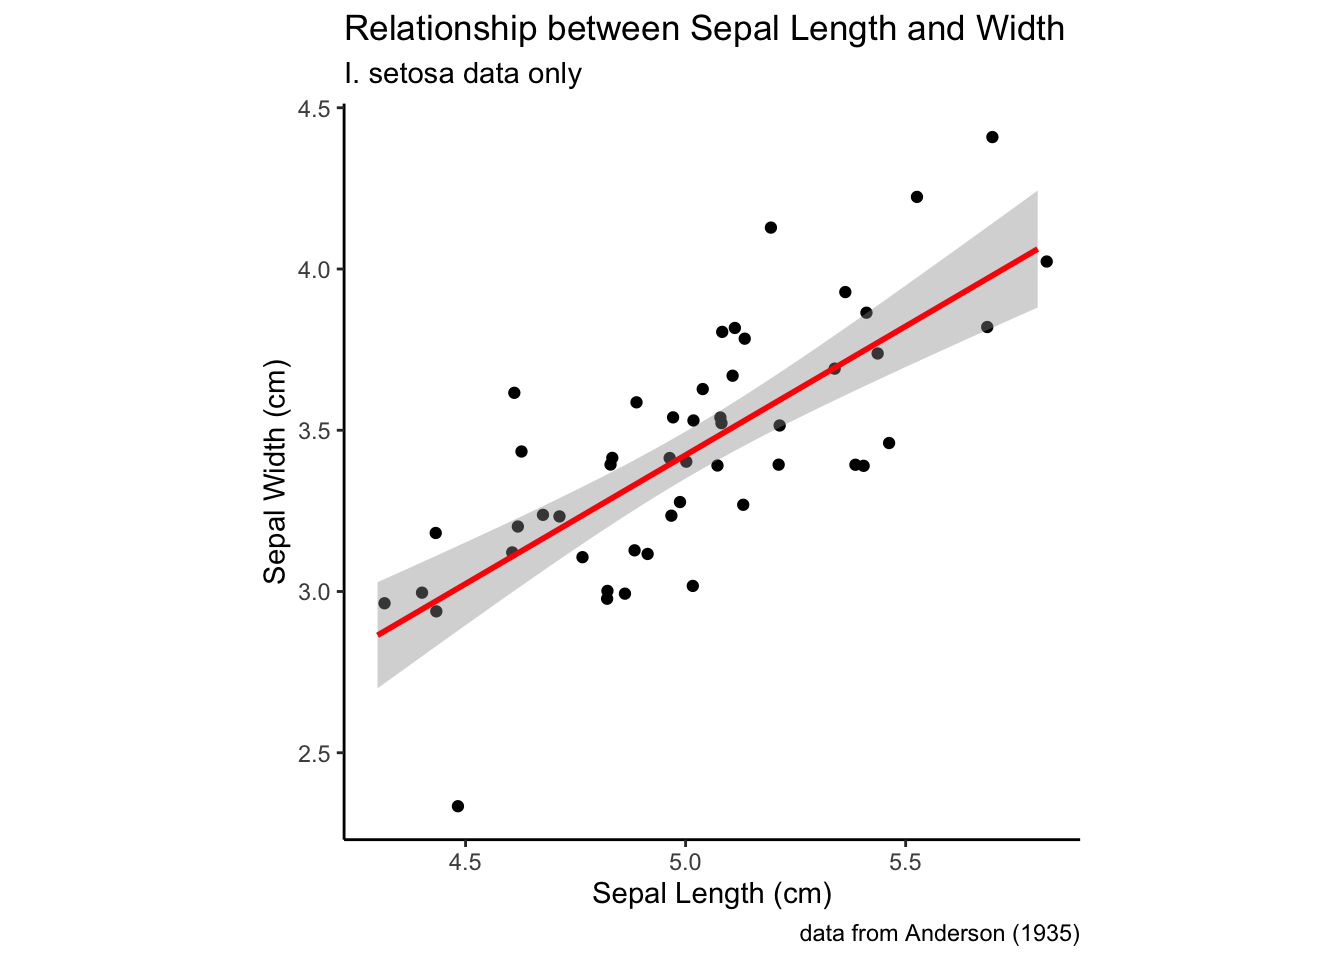 Relationship between Sepal Length and Width
I. setosa data only
4.5
4.0
3.5
3.0
2.5
Sepal Width (cm)
4.5 5.0 5.5
Sepal Length (cm)
data from Anderson (1935)